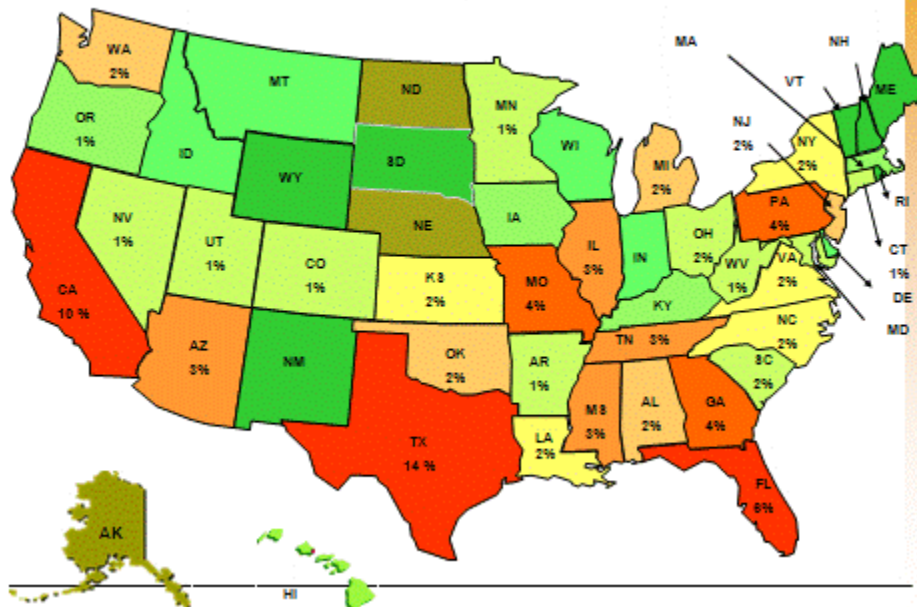 MA
NH
WA
2%
MT
ND
MN
1%
VT
ME
OR
1%
ID
WY
SD
WI
MI
2%
NJ
2%
NY
2%
RI
NV
1%
UT
1%
CO
1%
NE
IA
IL
3%
IN
OH
2%
PA
4%
WV
1%
VA
2%
CT
1%
DE
MD
CA
10 %
KS
2%
MO
4%
KY
TN 3%
NC
2%
AZ
3%
NM
OK
2%
AR
1%
SC
2%
MS
3%
AL
2%
GA
4%
TX
14 %
LA
2%
FL
6%
AK
HI